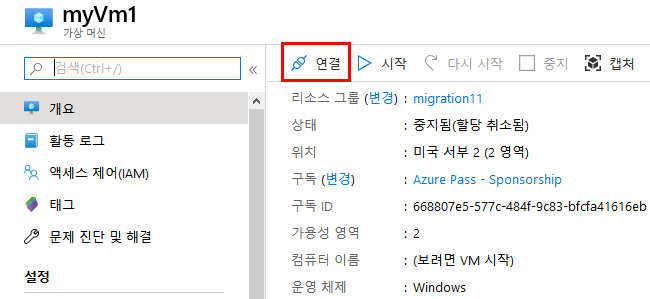 myVm1
가상 머신
검색(Ctrl+/)
«
개요
활동 로그
액세스 제어(IAM)
태그
문제 진단 및 해결
설정
연결 시작 다시 시작 중지 캡처
리소스 그룹 (변경) : migration11
상태 : 중지됨(할당 취소됨)
위치 : 미국 서부 2 (2 영역)
구독 (변경) : Azure Pass - Sponsorship
구독 ID : 668807e5-577c-484f-9c83-bfcfa41616eb
가용성 영역 : 2
컴퓨터 이름 : (보려면 VM 시작)
운영 체제 : Windows